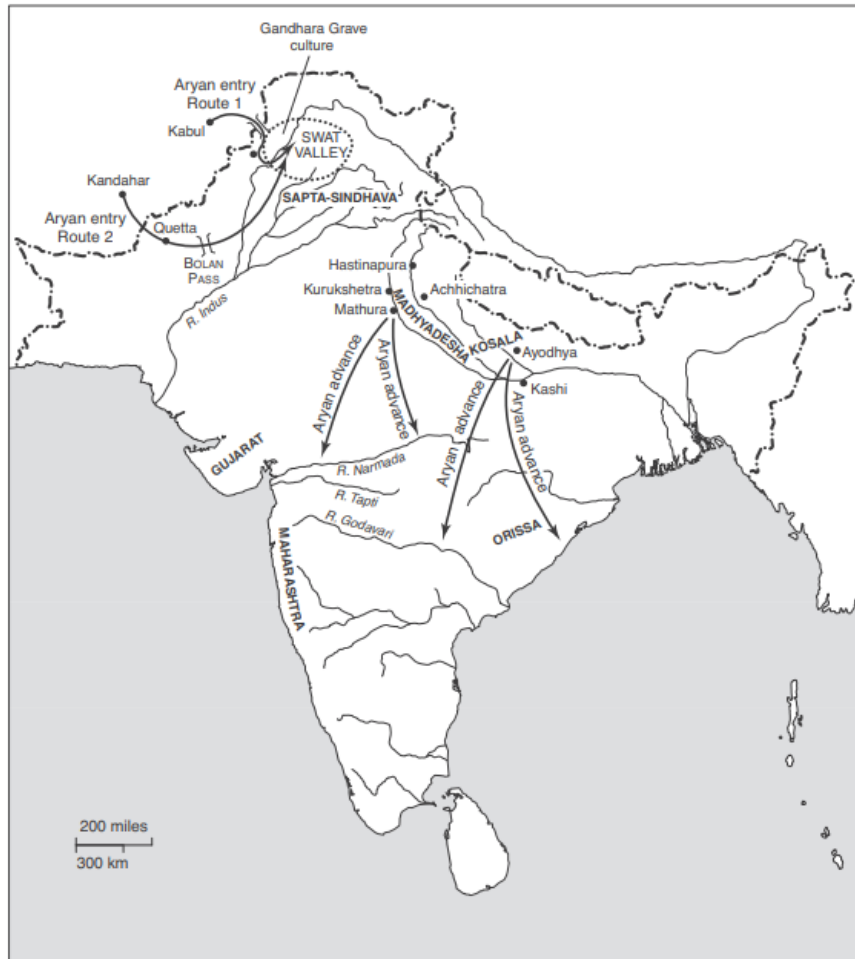 Gandhara Grave
culture
Aryan entry
Route 1
Kabul
SWAT
VALLEY
Kandahar
SAPTA-SINDHAVA
Aryan entry
Route 2
Quetta
BOLAN
PASS
Hastinapura
R. Indus
Kurukshetra
Achhichatra
Mathura
MADHYADESHA
KOSALA
Ayodhya
Kashi
Aryan advance
Aryan advance
Aryan advance
Aryan advance
GUJARAT
R. Narmada
R. Tapti
R. Godavari
ORISSA
MAHARASHTRA
200 miles
300 km